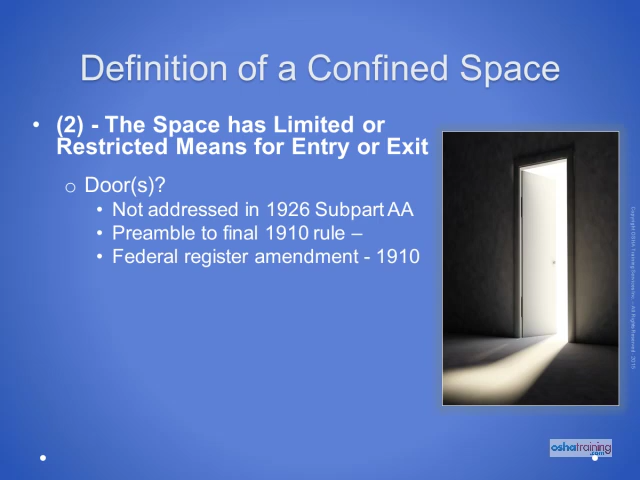 Definition of a Confined Space
• (2) - The Space has Limited or
Restricted Means for Entry or Exit
o Door(s)?
• Not addressed in 1926 Subpart AA
• Preamble to final 1910 rule –
• Federal register amendment - 1910
oshatraining
.com